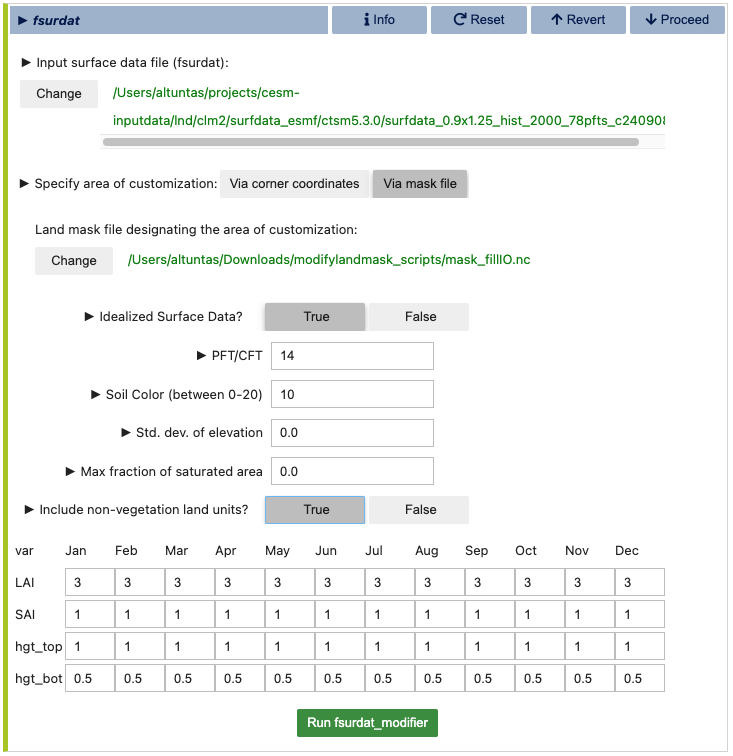 ▶ fsurdat
i Info
Reset
Revert
Proceed
▶ Input surface data file (fsurdat):
Change
/Users/altuntas/projects/cesm-
inputdata/lnd/clm2/surfdata_esmf/ctsm5.3.0/surfdata_0.9x1.25_hist_2000_78pfts_c240908
▶ Specify area of customization: Via corner coordinates Via mask file
Land mask file designating the area of customization:
Change /Users/altuntas/Downloads/modifylandmask_scripts/mask_fillIO.nc
▶ Idealized Surface Data? True False
▶ PFT/CFT 14
▶ Soil Color (between 0-20) 10
▶ Std. dev. of elevation 0.0
▶ Max fraction of saturated area 0.0
▶ Include non-vegetation land units? True False
var Jan Feb Mar Apr May Jun Jul Aug Sep Oct Nov Dec
LAI 3 3 3 3 3 3 3 3 3 3 3 3
SAI 1 1 1 1 1 1 1 1 1 1 1 1
hgt_top 1 1 1 1 1 1 1 1 1 1 1 1
hgt_bot 0.5 0.5 0.5 0.5 0.5 0.5 0.5 0.5 0.5 0.5 0.5 0.5
Run fsurdat_modifier